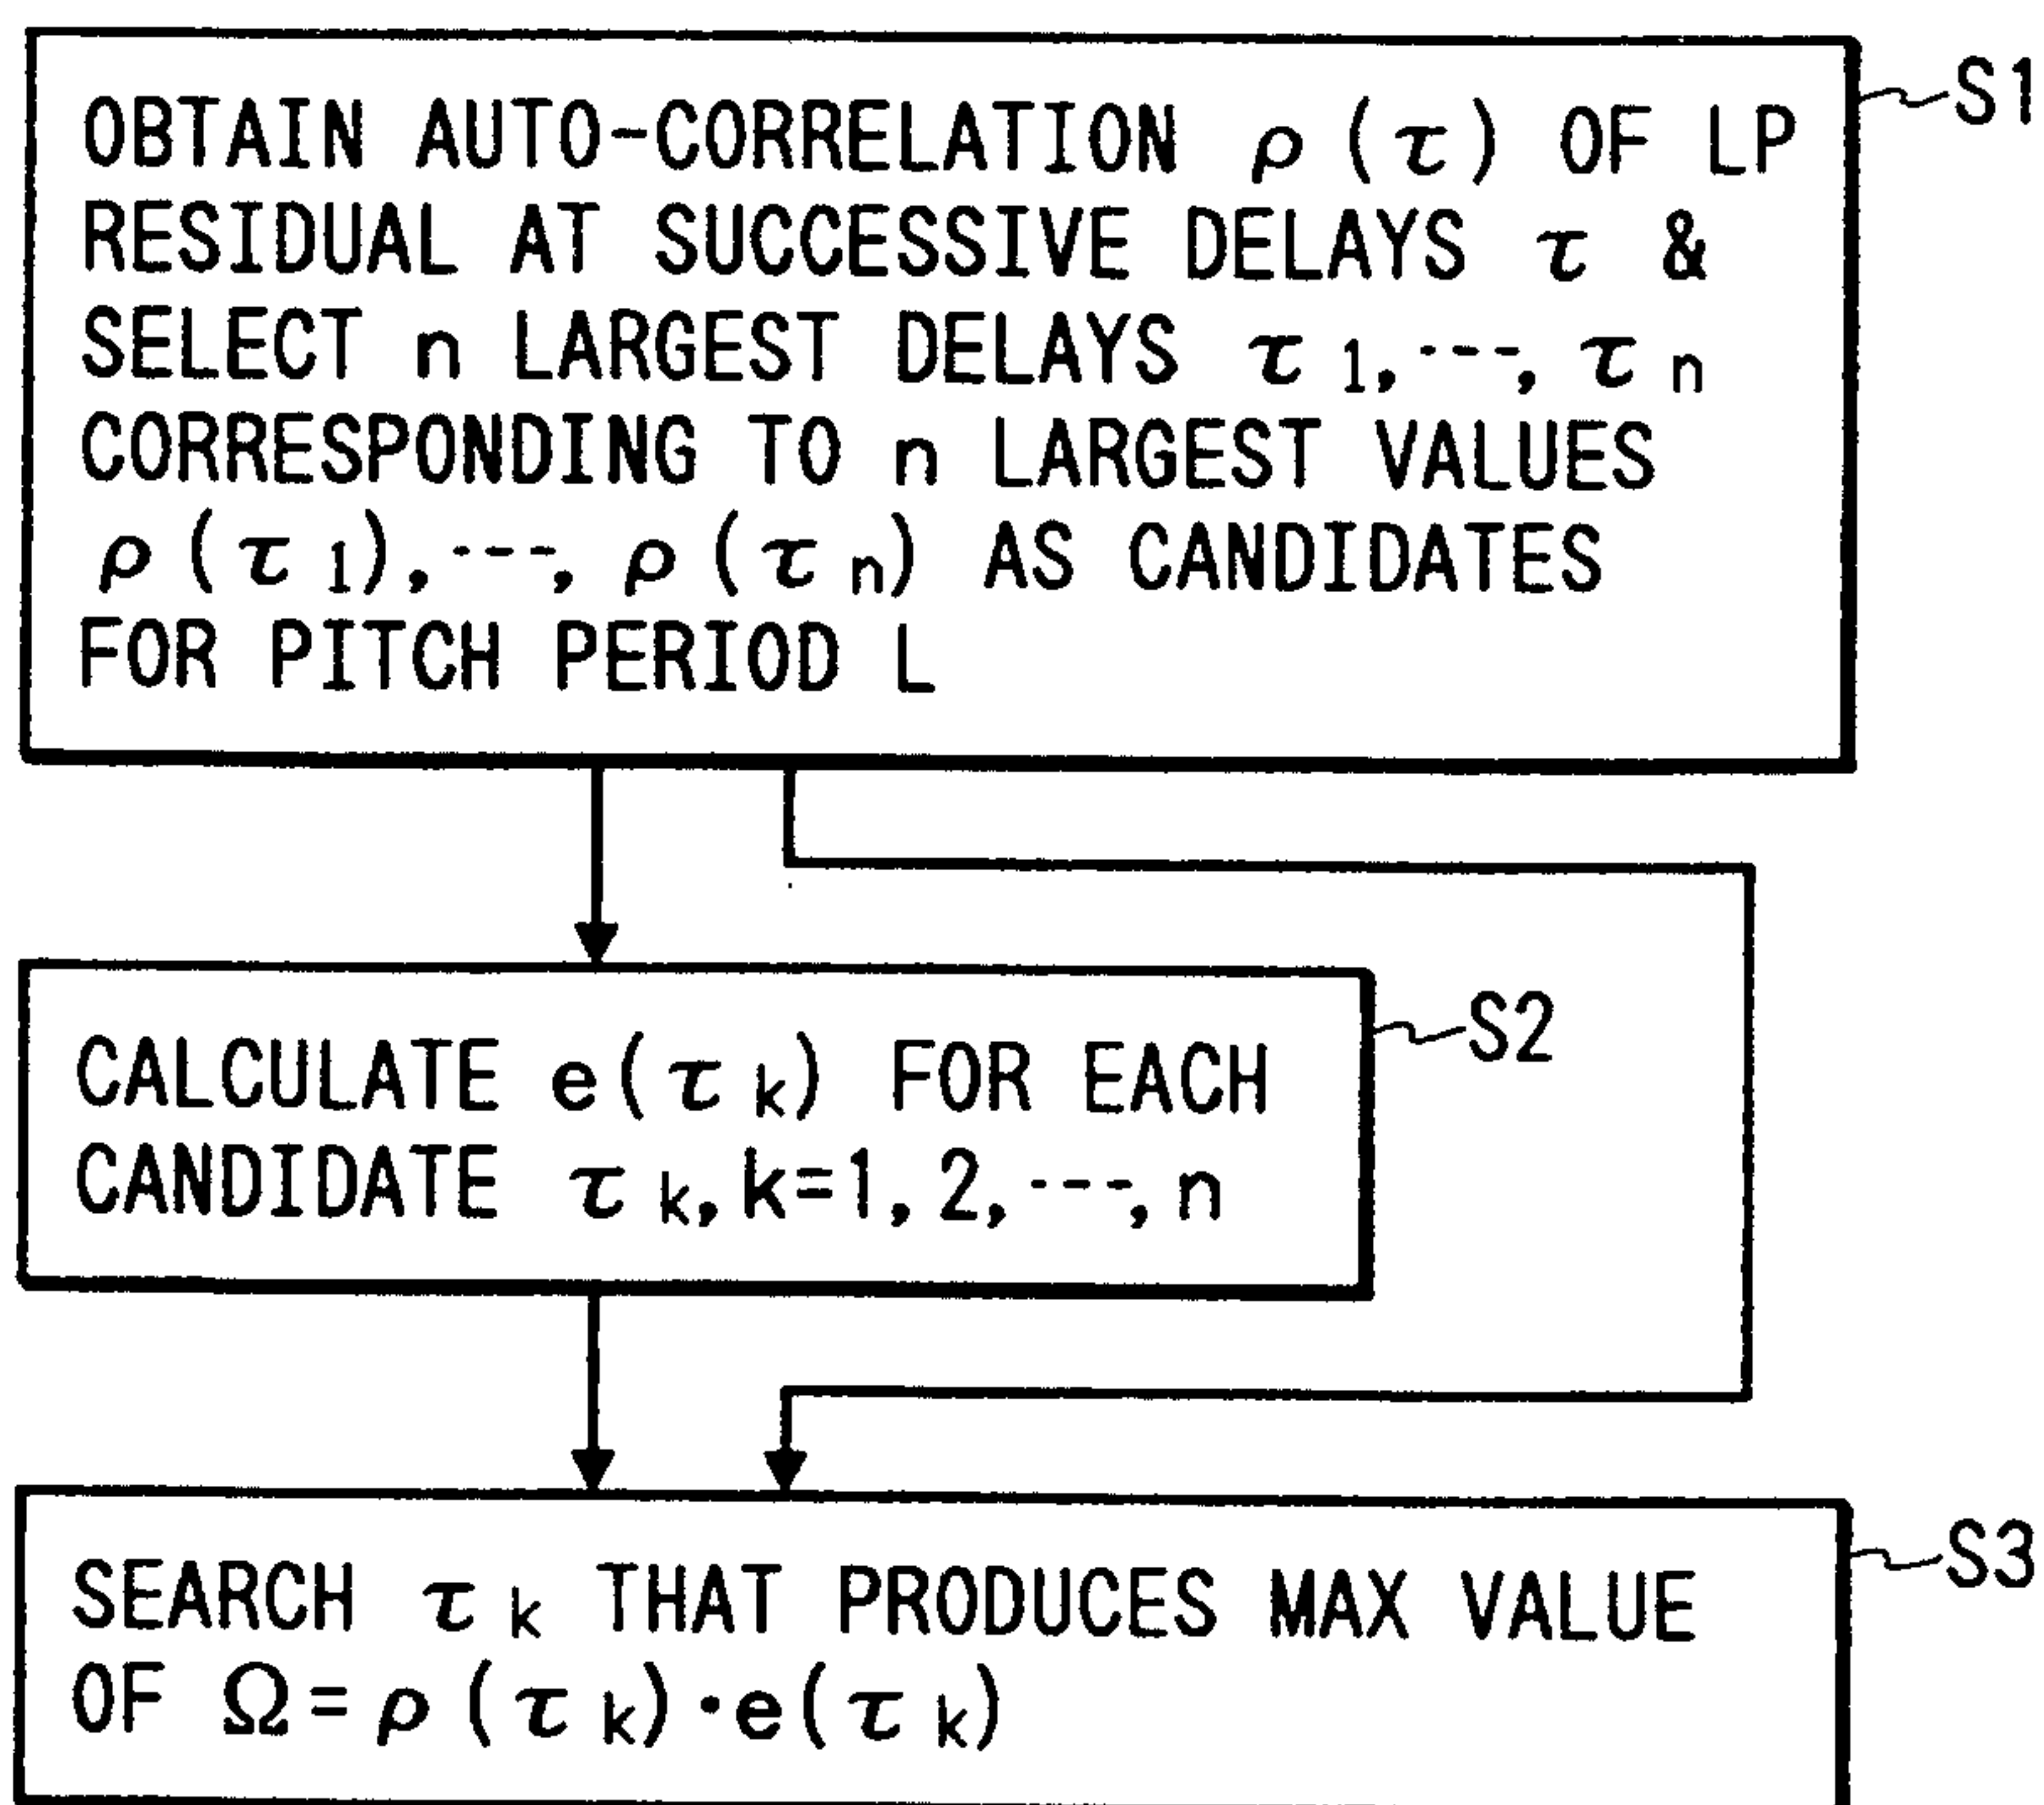 S1
OBTAIN AUTO-CORRELATION ρ(τ) OF LP
RESIDUAL AT SUCCESSIVE DELAYS τ &
SELECT n LARGEST DELAYS τ1,---, τn
CORRESPONDING TO n LARGEST VALUES
ρ(τ1),---, ρ(τn) AS CANDIDATES
FOR PITCH PERIOD L
S2
CALCULATE e(τk) FOR EACH
CANDIDATE τk,k=1,2,---,n
S3
SEARCH τk THAT PRODUCES MAX VALUE
OF Ω=ρ(τk)·e(τk)